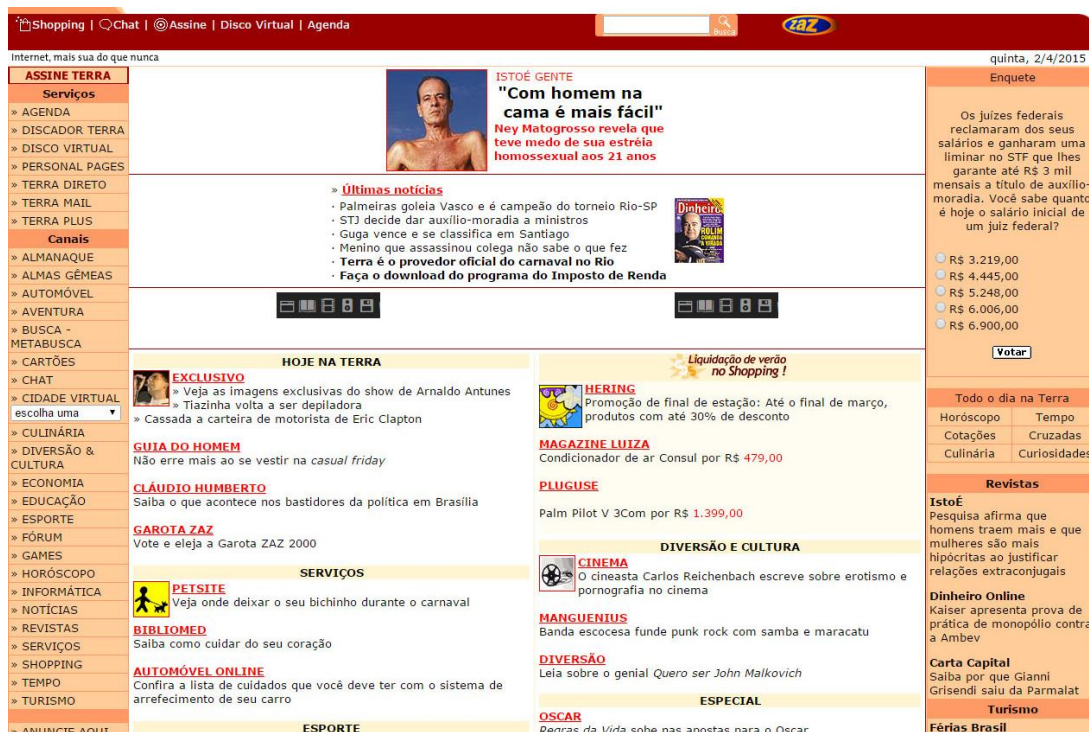 Shopping | Chat | Assine | Disco Virtual | Agenda
Busca
zaz
Internet, mais sua do que nunca
quinta, 2/4/2015
ASSINE TERRA
Serviços
» AGENDA
» DISCADOR TERRA
» DISCO VIRTUAL
» PERSONAL PAGES
» TERRA DIRETO
» TERRA MAIL
» TERRA PLUS
Canais
» ALMANAQUE
» ALMAS GÊMEAS
» AUTOMÓVEL
» AVENTURA
» BUSCA -
METABUSCA
» CARTÕES
» CHAT
» CIDADE VIRTUAL
escolha uma
» CULINÁRIA
» DIVERSÃO &
CULTURA
» ECONOMIA
» EDUCAÇÃO
» ESPORTE
» FÓRUM
» GAMES
» HORÓSCOPO
» INFORMÁTICA
» NOTÍCIAS
» REVISTAS
» SERVIÇOS
» SHOPPING
» TEMPO
» TURISMO
» ANUNCIE AQUI
ISTOÉ GENTE
"Com homem na
cama é mais fácil"
Ney Matogrosso revela que
teve medo de sua estréia
homossexual aos 21 anos
» Últimas notícias
· Palmeiras goleia Vasco e é campeão do torneio Rio-SP
· STJ decide dar auxílio-moradia a ministros
· Guga vence e se classifica em Santiago
· Menino que assassinou colega não sabe o que fez
· Terra é o provedor oficial do carnaval no Rio
· Faça o download do programa do Imposto de Renda
Dinheiro
ROLIM
COMANDA
A VIRADA
HOJE NA TERRA
EXCLUSIVO
» Veja as imagens exclusivas do show de Arnaldo Antunes
» Tiazinha volta a ser depiladora
» Cassada a carteira de motorista de Eric Clapton
GUIA DO HOMEM
Não erre mais ao se vestir na casual friday
CLÁUDIO HUMBERTO
Saiba o que acontece nos bastidores da política em Brasília
GAROTA ZAZ
Vote e eleja a Garota ZAZ 2000
SERVIÇOS
PETSITE
Veja onde deixar o seu bichinho durante o carnaval
BIBLIOMED
Saiba como cuidar do seu coração
AUTOMÓVEL ONLINE
Confira a lista de cuidados que você deve ter com o sistema de
arrefecimento de seu carro
ESPORTE
Liquidação de verão
no Shopping !
HERING
Promoção de final de estação: Até o final de março,
produtos com até 30% de desconto
MAGAZINE LUIZA
Condicionador de ar Consul por R$ 479,00
PLUGUSE
Palm Pilot V 3Com por R$ 1.399,00
DIVERSÃO E CULTURA
CINEMA
O cineasta Carlos Reichenbach escreve sobre erotismo e
pornografia no cinema
MANGUENIUS
Banda escocesa funde punk rock com samba e maracatu
DIVERSÃO
Leia sobre o genial Quero ser John Malkovich
ESPECIAL
OSCAR
Regras da Vida sobe nas apostas para o Oscar
Enquete
Os juízes federais
reclamaram dos seus
salários e ganharam uma
liminar no STF que lhes
garante até R$ 3 mil
mensais a título de auxílio-
moradia. Você sabe quanto
é hoje o salário inicial de
um juiz federal?
R$ 3.219,00
R$ 4.445,00
R$ 5.248,00
R$ 6.006,00
R$ 6.900,00
Votar
Todo o dia na Terra
Horóscopo Tempo
Cotações Cruzadas
Culinária Curiosidades
Revistas
IstoÉ
Pesquisa afirma que
homens traem mais e que
mulheres são mais
hipócritas ao justificar
relações extraconjugais
Dinheiro Online
Kaiser apresenta prova de
prática de monopólio contra
a Ambev
Carta Capital
Saiba por que Gianni
Grisendi saiu da Parmalat
Turismo
Férias Brasil